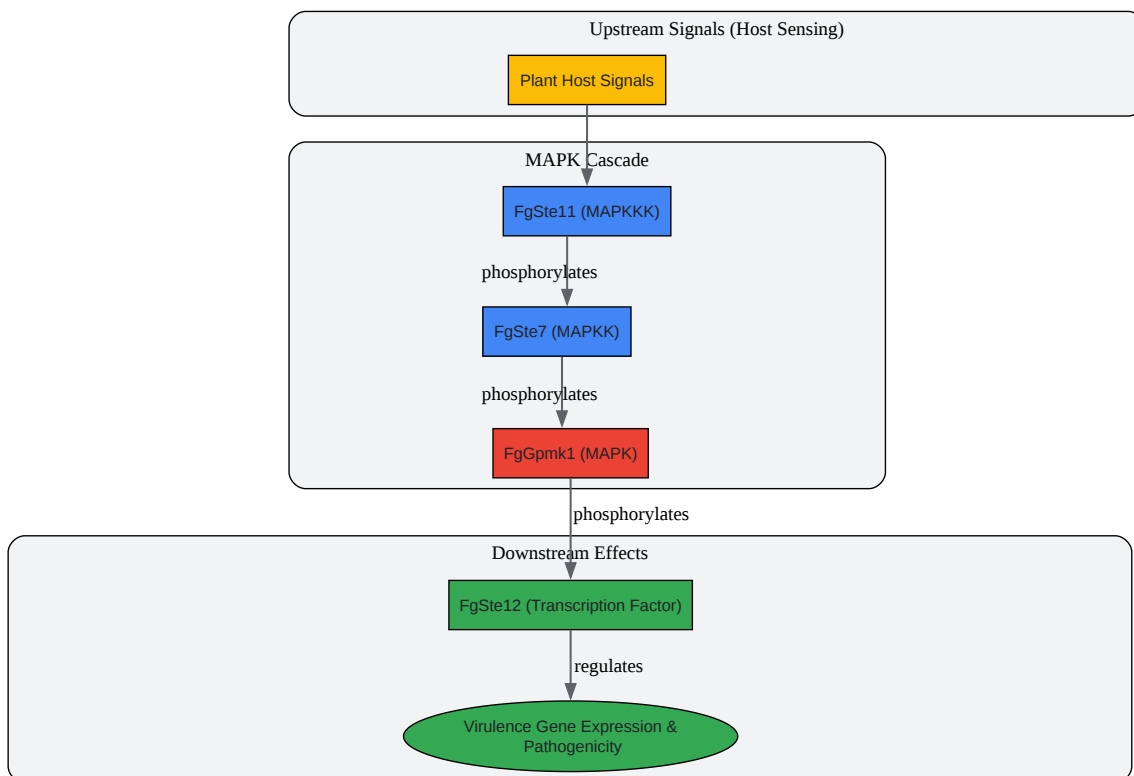 Upstream Signals (Host Sensing)
Plant Host Signals
MAPK Cascade
FgSte11 (MAPKKK)
phosphorylates
FgSte7 (MAPKK)
phosphorylates
FgGpmk1 (MAPK)
phosphorylates
Downstream Effects
FgSte12 (Transcription Factor)
regulates
Virulence Gene Expression &
Pathogenicity